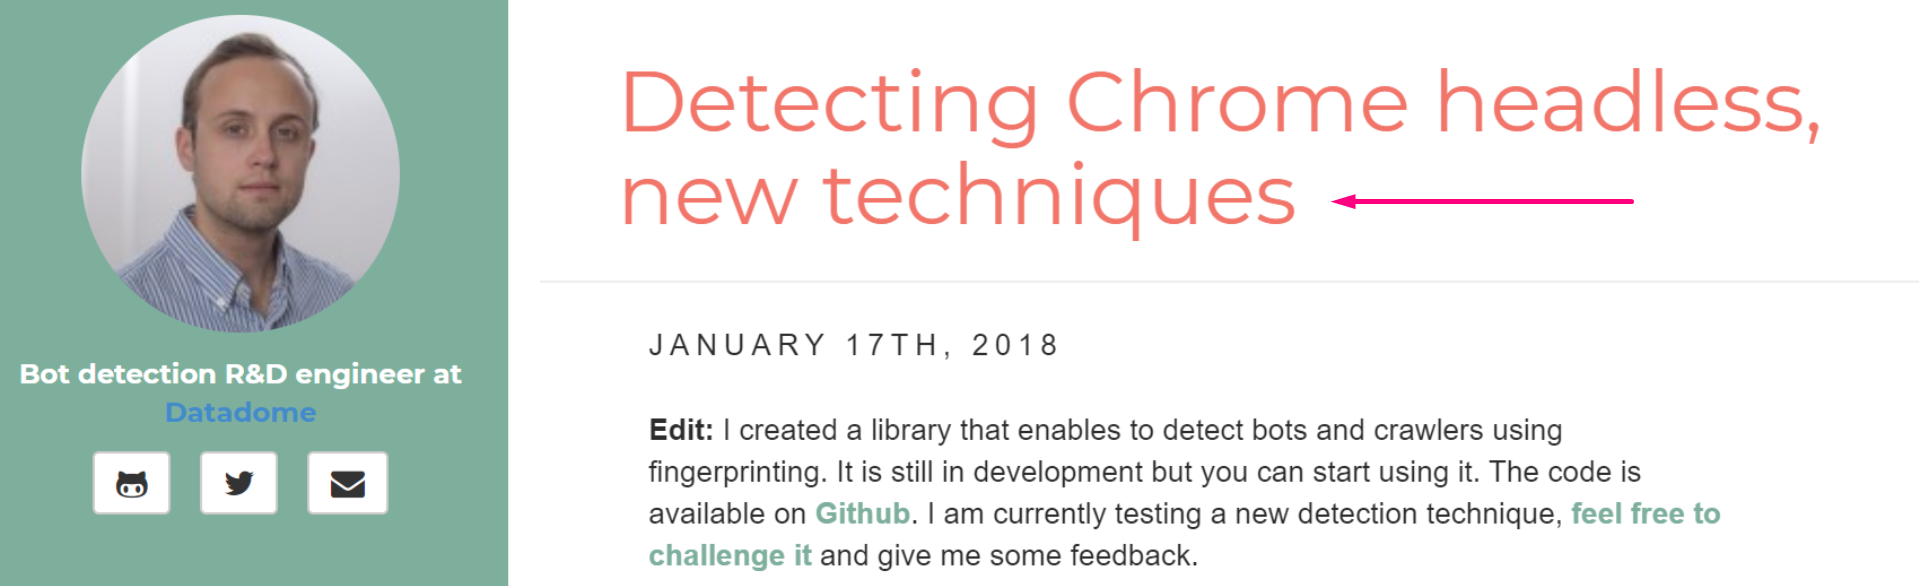 Bot detection R&D engineer at
Datadome
Detecting Chrome headless,
new techniques
JANUARY 17TH, 2018
Edit: I created a library that enables to detect bots and crawlers using
fingerprinting. It is still in development but you can start using it. The code is
available on Github. I am currently testing a new detection technique, feel free to
challenge it and give me some feedback.